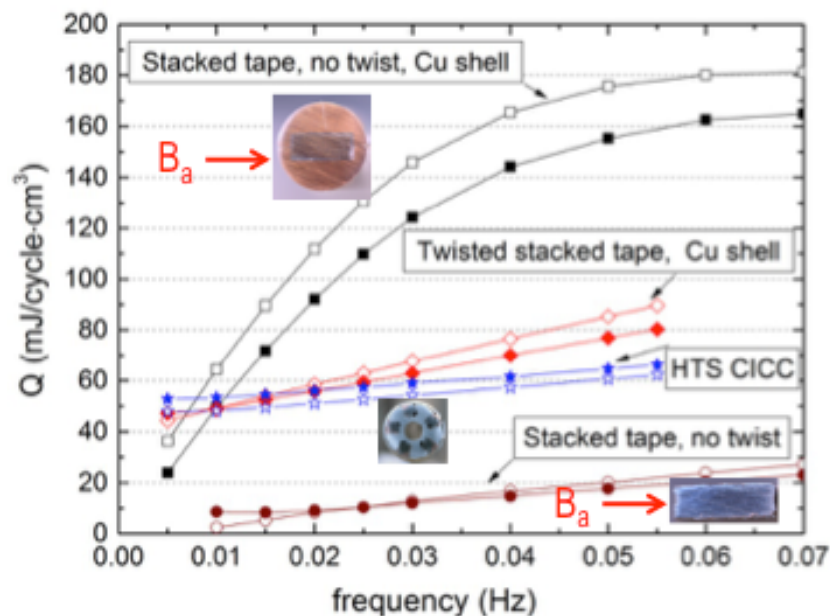 200
180
160
140
120
100
80
60
40
20
0
Q (mJ/cycle·cm³)
Stacked tape, no twist, Cu shell
Bₐ
Twisted stacked tape, Cu shell
HTS CICC
Stacked tape, no twist
Bₐ
0.00 0.01 0.02 0.03 0.04 0.05 0.06 0.07
frequency (Hz)